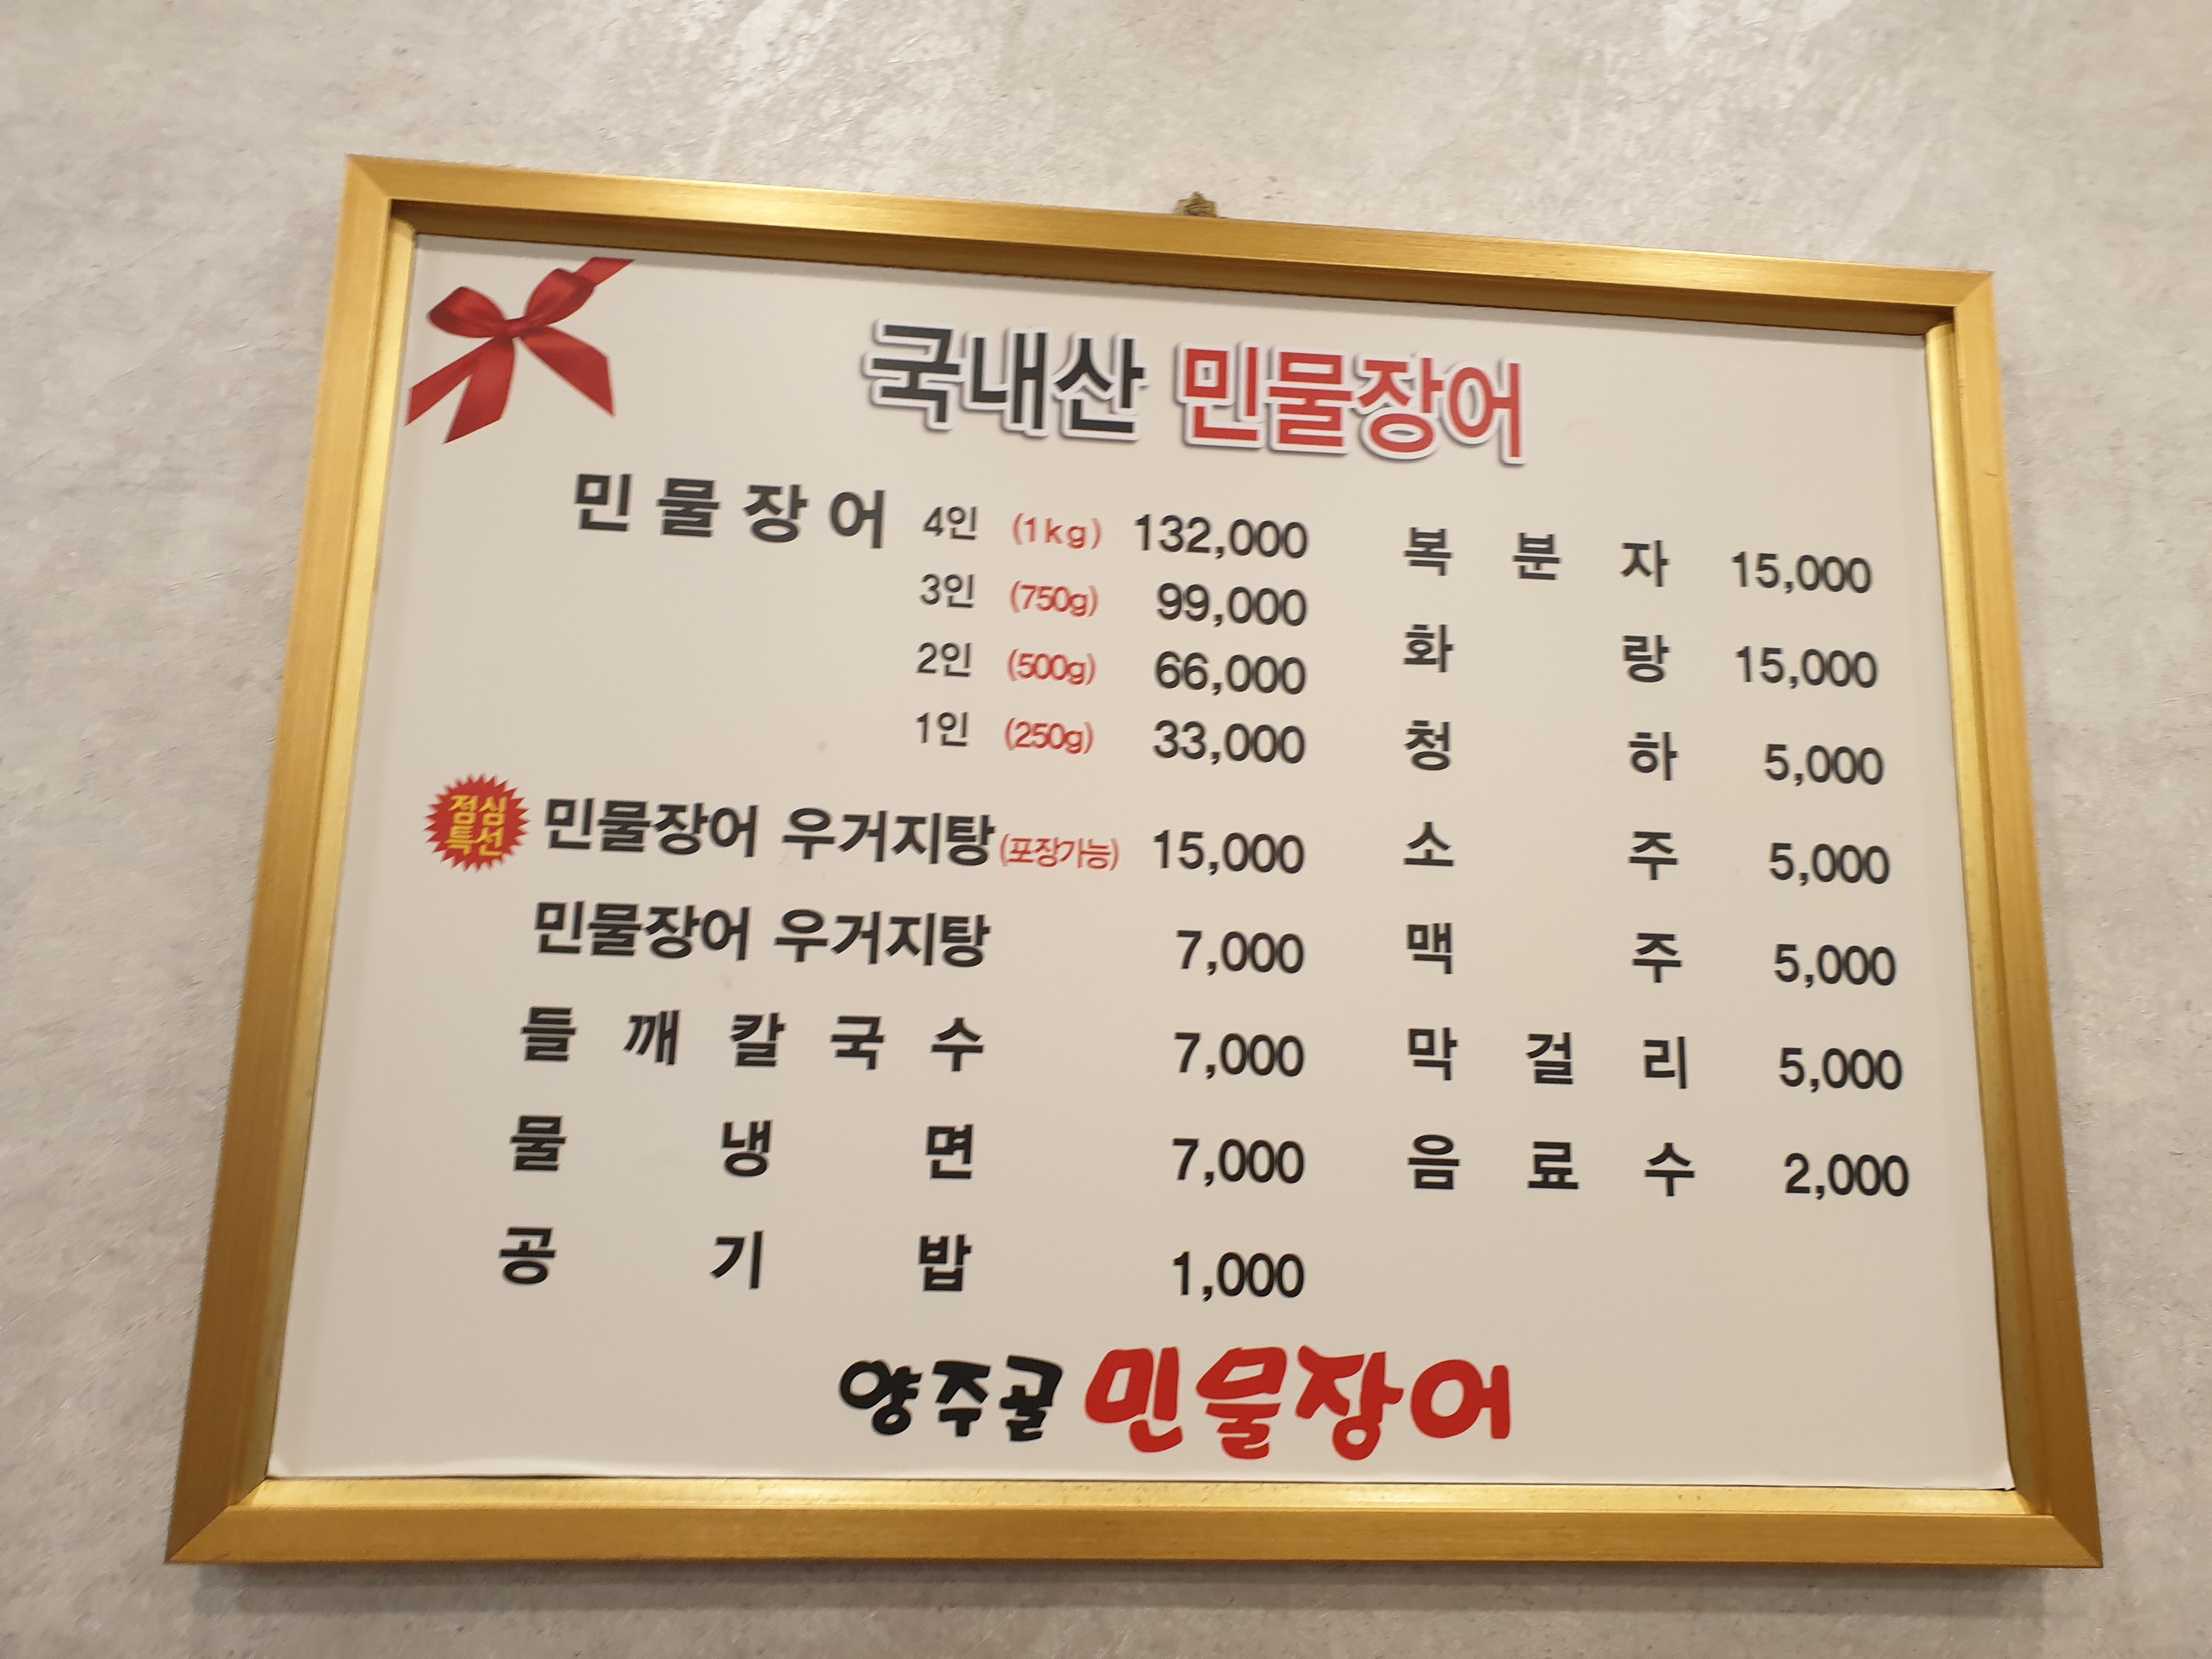 국내산 민물장어
민물장어 4인 (1kg) 132,000
3인 (750g) 99,000
2인 (500g) 66,000
1인 (250g) 33,000
점심
특선
민물장어 우거지탕(포장가능) 15,000
민물장어 우거지탕 7,000
들깨칼국수 7,000
물냉면 7,000
공기밥 1,000
복분자 15,000
화랑 15,000
청하 5,000
소주 5,000
맥주 5,000
막걸리 5,000
음료수 2,000
양주골 민물장어